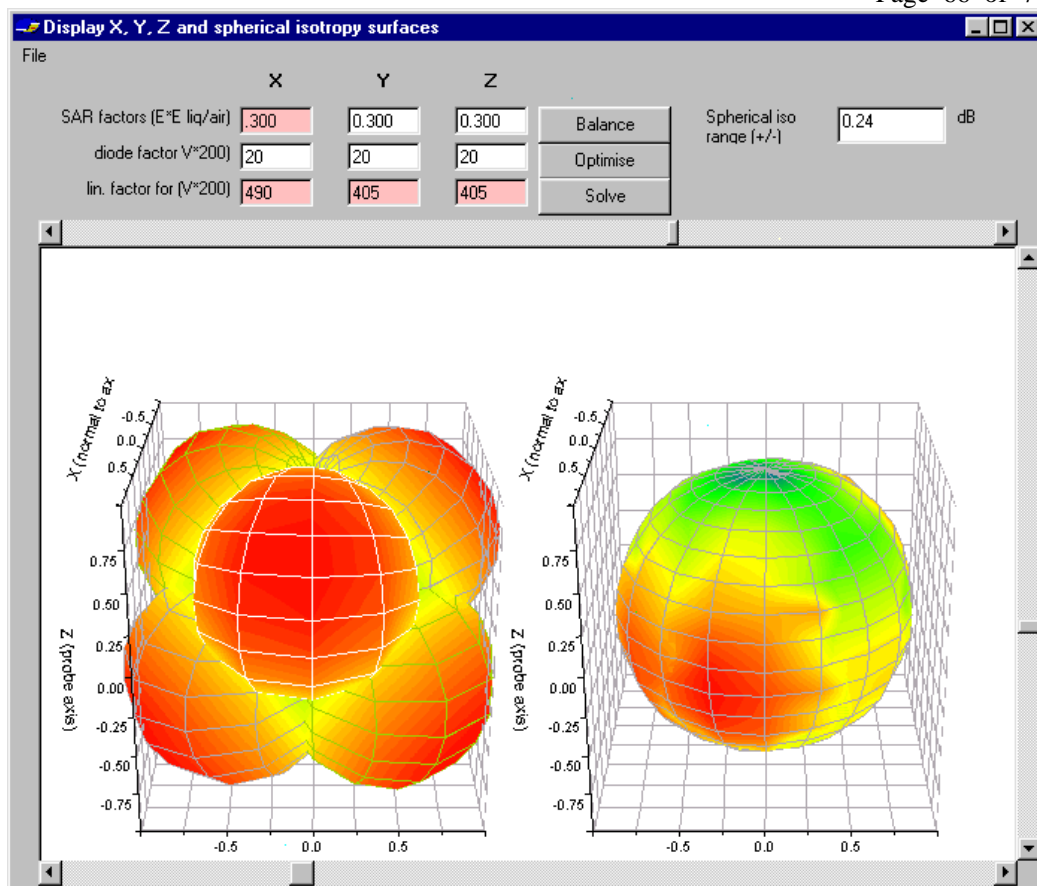 Display X, Y, Z and spherical isotropy surfaces
File
X Y Z
SAR factors (E*E liq/air) .300 0.300 0.300 Balance
Spherical iso range (+/-) 0.24 dB
diode factor V*200) 20 20 20 Optimise
lin. factor for (V*200) 490 405 405 Solve
X (normal to ax
-0.5
0.0
0.5
0.75
0.50
0.25
0.00
-0.25
-0.50
-0.75
Z (probe axis)
-0.5 0.0 0.5
X (normal to ax
-0.5
0.0
0.5
0.75
0.50
0.25
0.00
-0.25
-0.50
-0.75
Z (probe axis)
-0.5 0.0 0.5